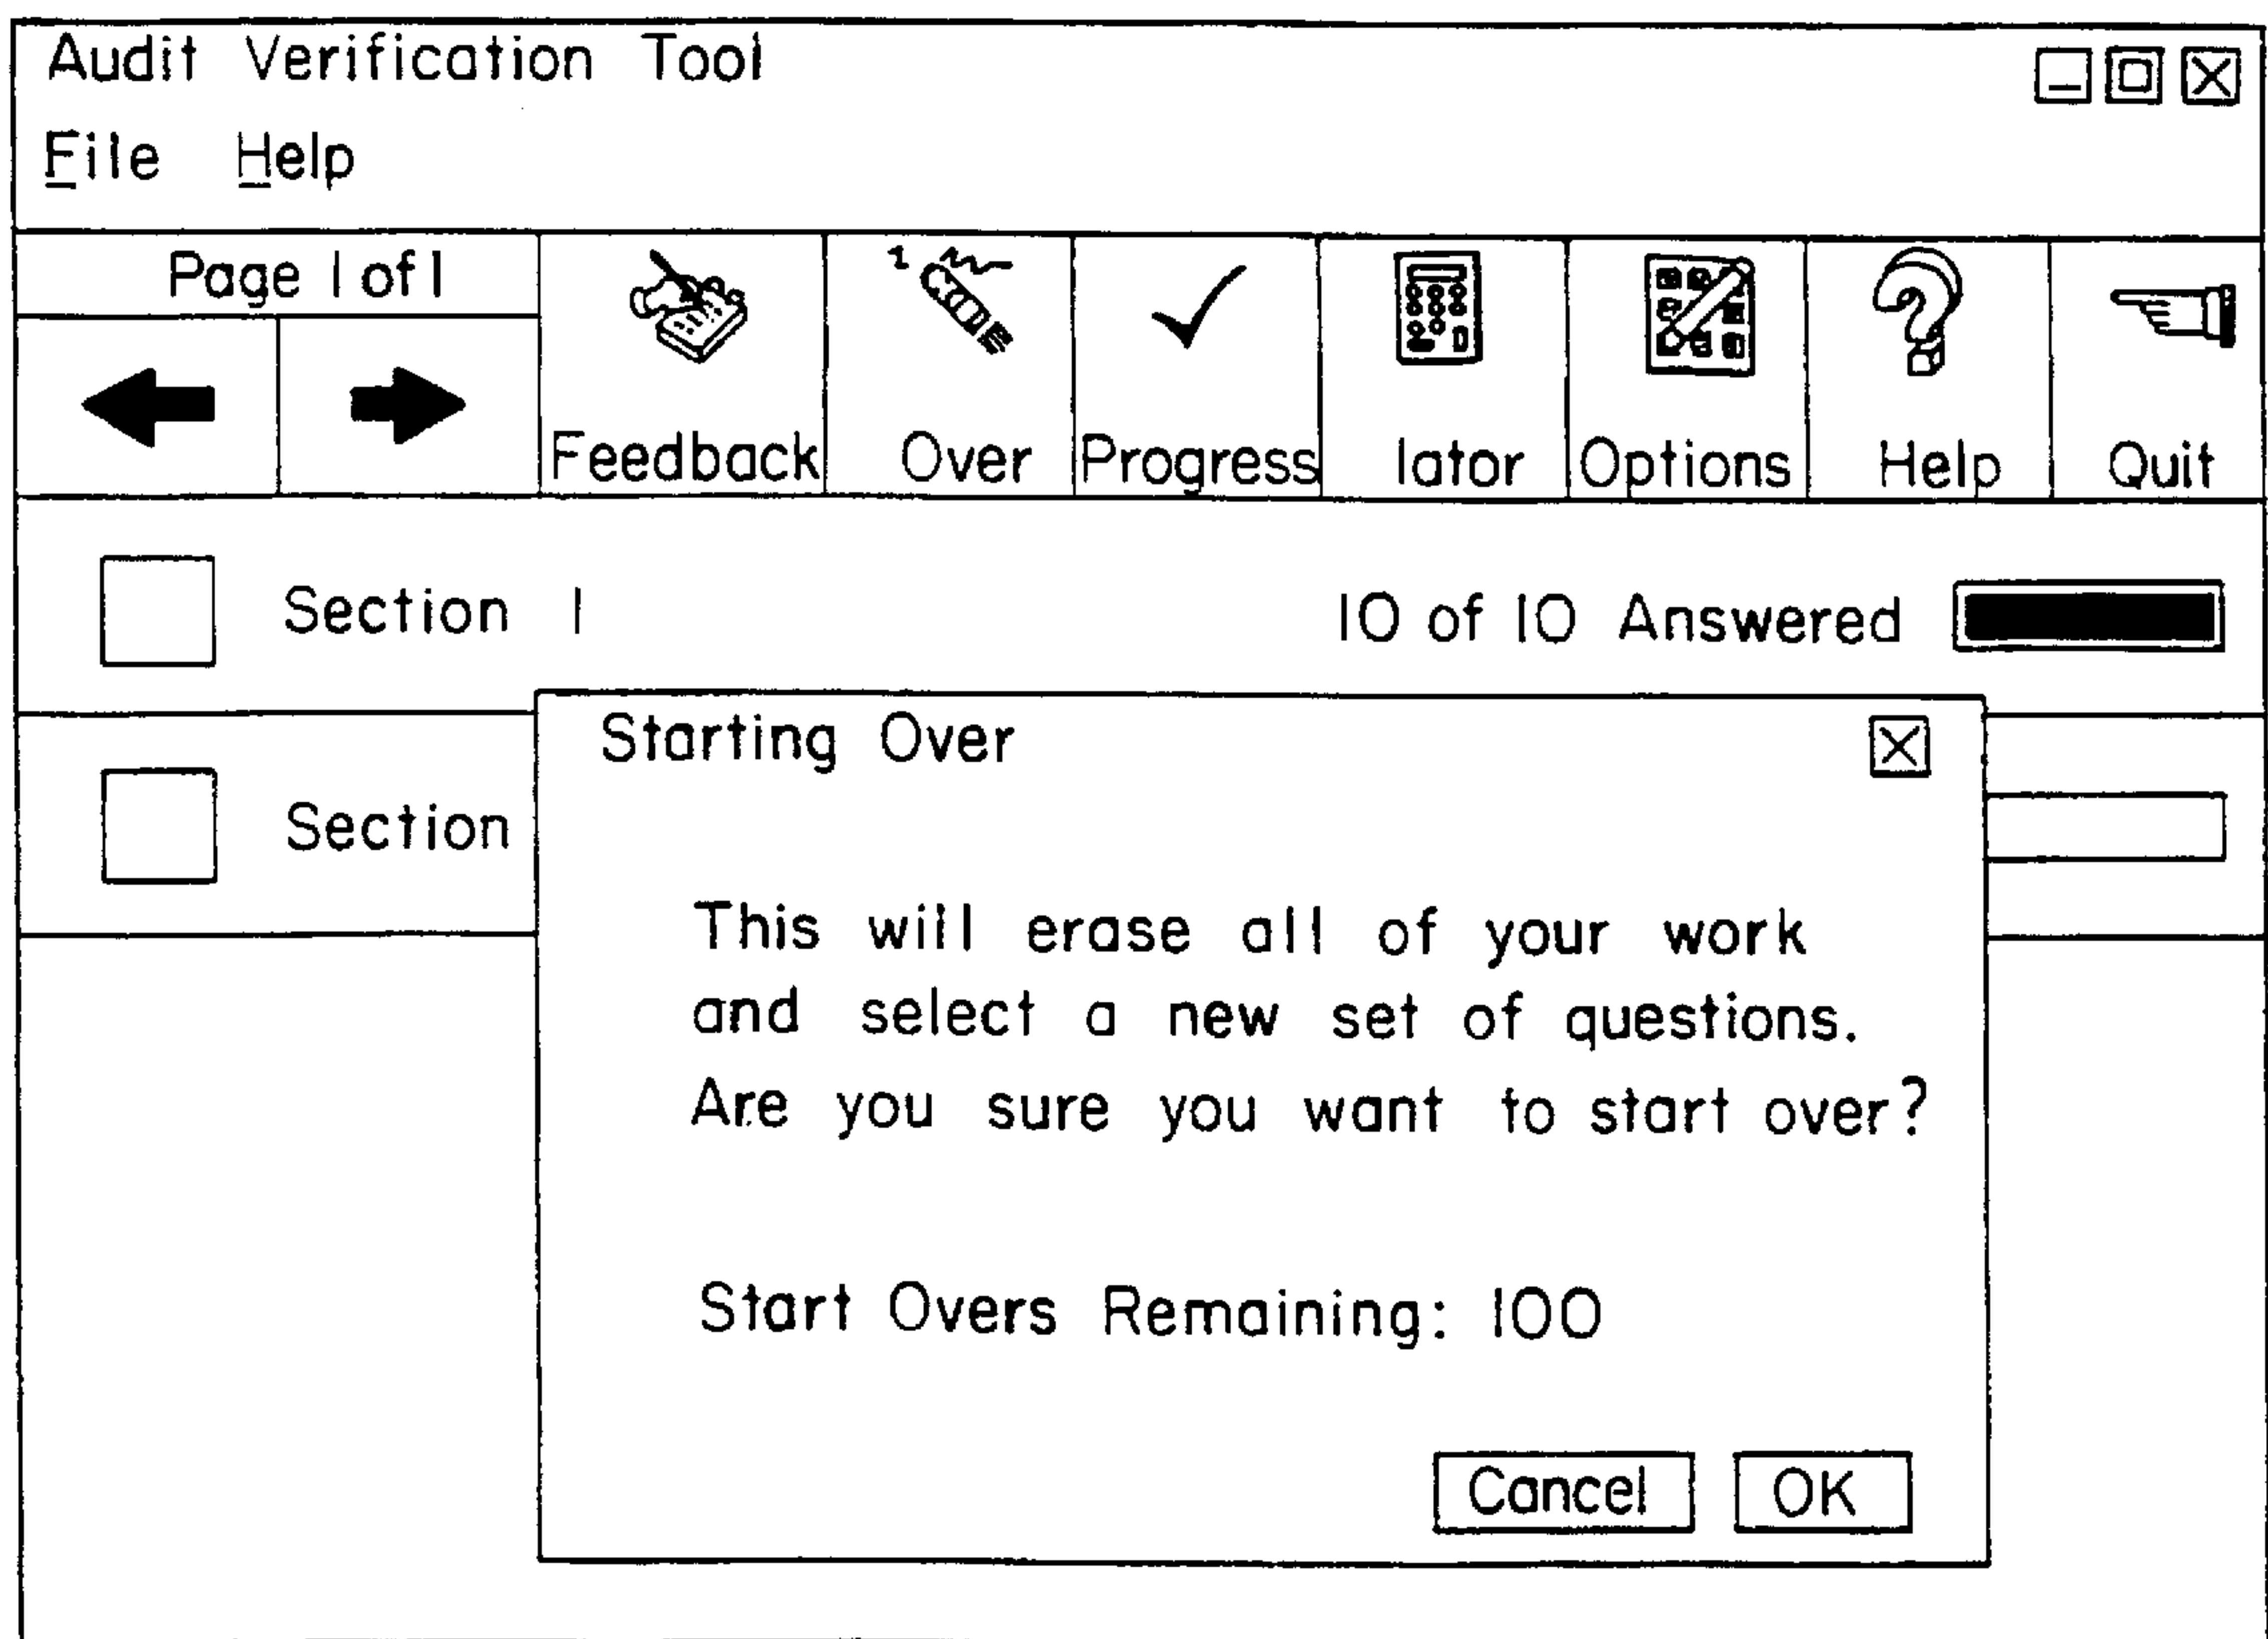 Audit Verification Tool
File Help
Page 1 of 1
Feedback Over Progress lator Options Help Quit
Section 1 10 of 10 Answered
Section
Starting Over
This will erase all of your work
and select a new set of questions.
Are you sure you want to start over?
Start Overs Remaining: 100
Cancel OK